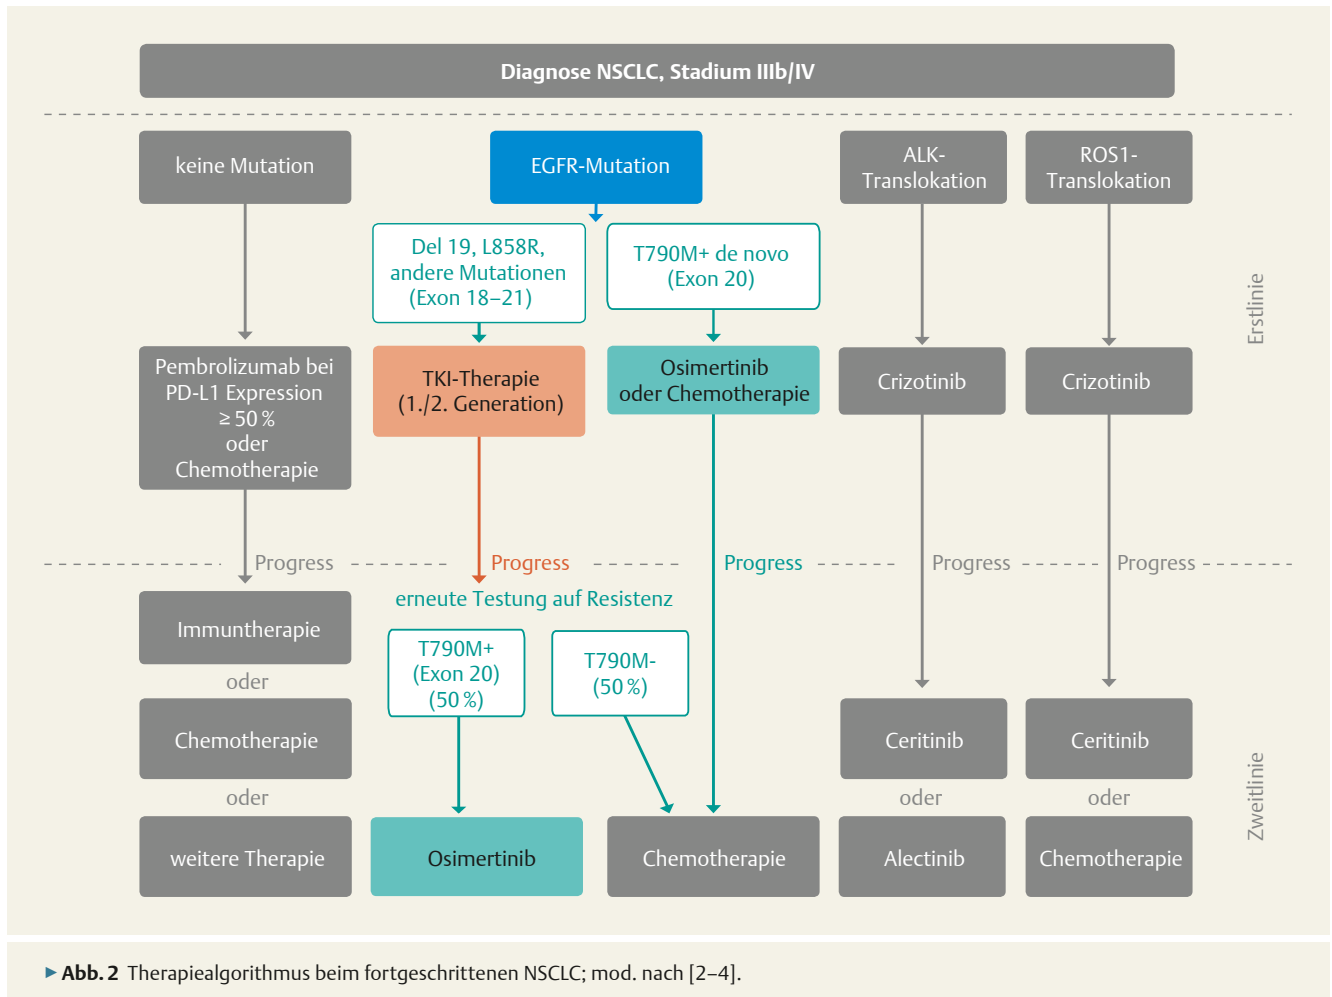 Diagnose NSCLC, Stadium IIIb/IV
keine Mutation
EGFR-Mutation
ALK-
Translokation
ROS1-
Translokation
Del 19, L858R,
andere Mutationen
(Exon 18–21)
T790M+ de novo
(Exon 20)
Erstlinie
Pembrolizumab bei
PD-L1 Expression
≥ 50 %
oder
Chemotherapie
TKI-Therapie
(1./2. Generation)
Osimertinib
oder Chemotherapie
Crizotinib
Crizotinib
Progress
Progress
Progress
Progress
Progress
erneute Testung auf Resistenz
Immuntherapie
oder
Chemotherapie
oder
weitere Therapie
T790M+
(Exon 20)
(50 %)
T790M-
(50 %)
Osimertinib
Chemotherapie
Ceritinib
oder
Alectinib
Ceritinib
oder
Chemotherapie
Zweitlinie
▶ Abb. 2 Therapiealgorithmus beim fortgeschrittenen NSCLC; mod. nach [2–4].